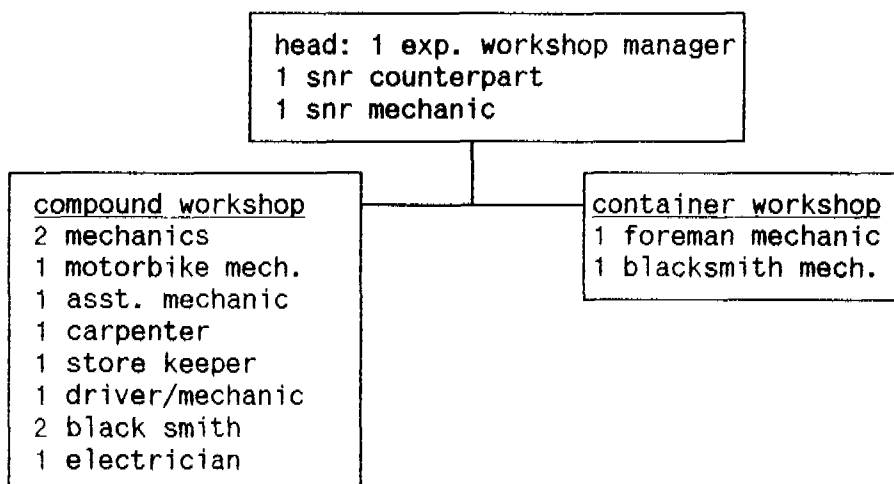 head: 1 exp. workshop manager
1 snr counterpart
1 snr mechanic
compound workshop
2 mechanics
1 motorbike mech.
1 asst. mechanic
1 carpenter
1 store keeper
1 driver/mechanic
2 black smith
1 electrician
container workshop
1 foreman mechanic
1 blacksmith mech.